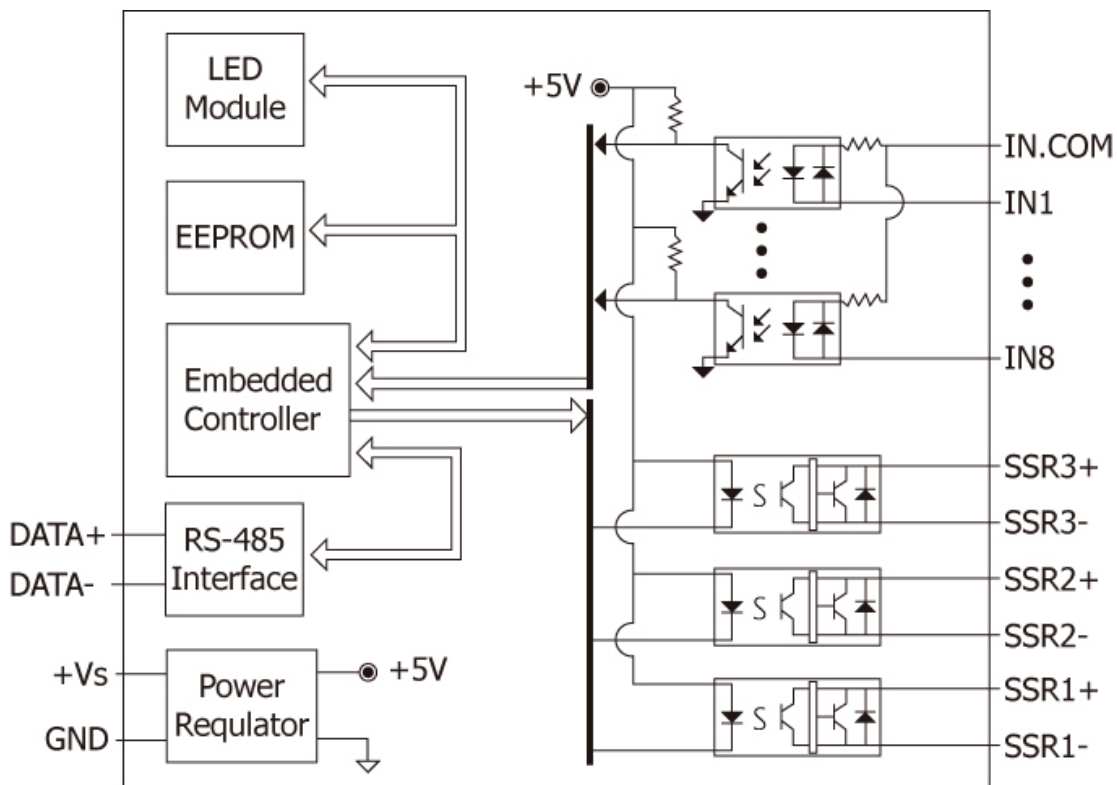 LED
Module
EEPROM
Embedded
Controller
DATA+
DATA-
RS-485
Interface
+Vs
GND
Power
Requlator
+5V
+5V
IN.COM
IN1
IN8
SSR3+
SSR3-
SSR2+
SSR2-
SSR1+
SSR1-
S
S
S